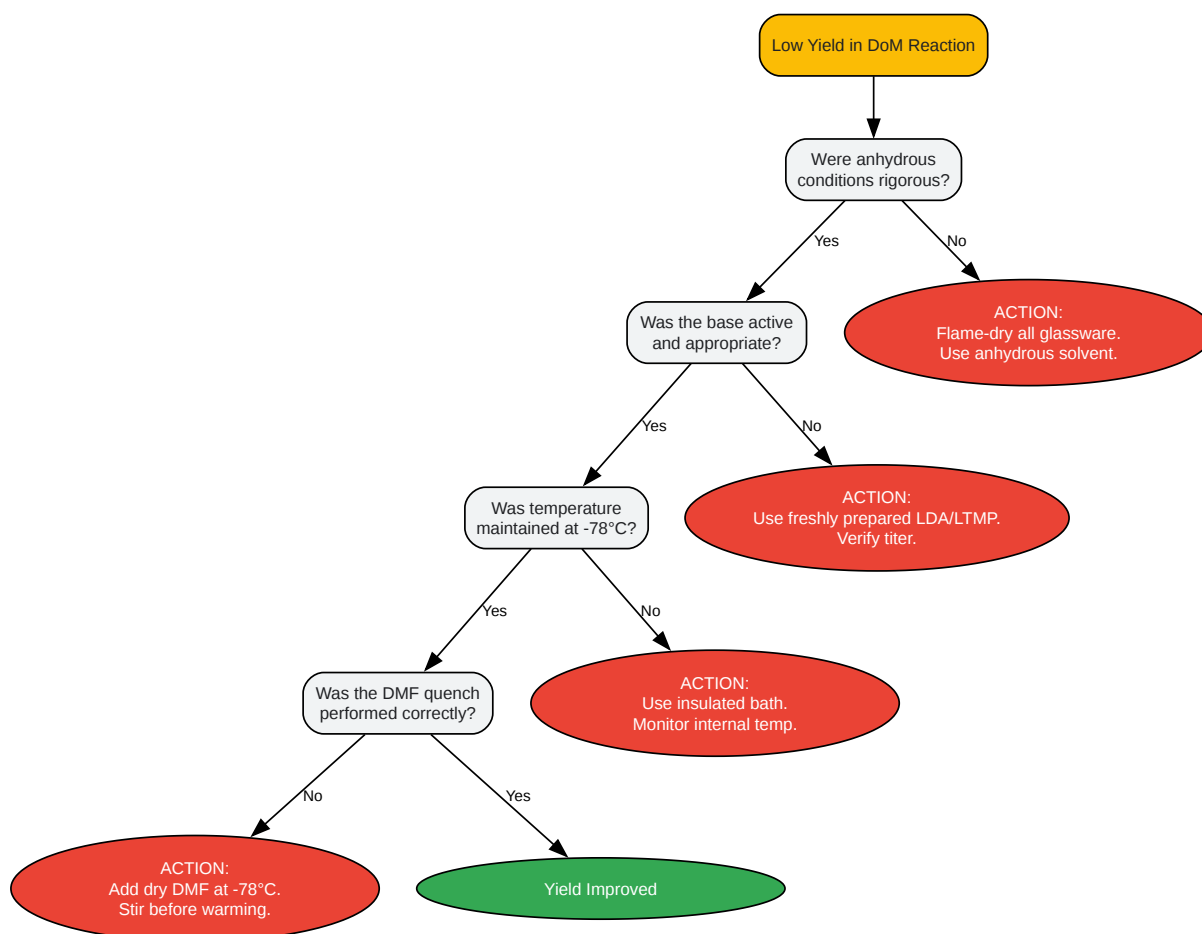 Low Yield in DoM Reaction
Were anhydrous
conditions rigorous?
Yes
No
ACTION:
Flame-dry all glassware.
Use anhydrous solvent.
Was the base active
and appropriate?
Yes
No
ACTION:
Use freshly prepared LDA/LTMP.
Verify titer.
Was temperature
maintained at -78°C?
Yes
No
ACTION:
Use insulated bath.
Monitor internal temp.
Was the DMF quench
performed correctly?
No
Yes
ACTION:
Add dry DMF at -78°C.
Stir before warming.
Yield Improved